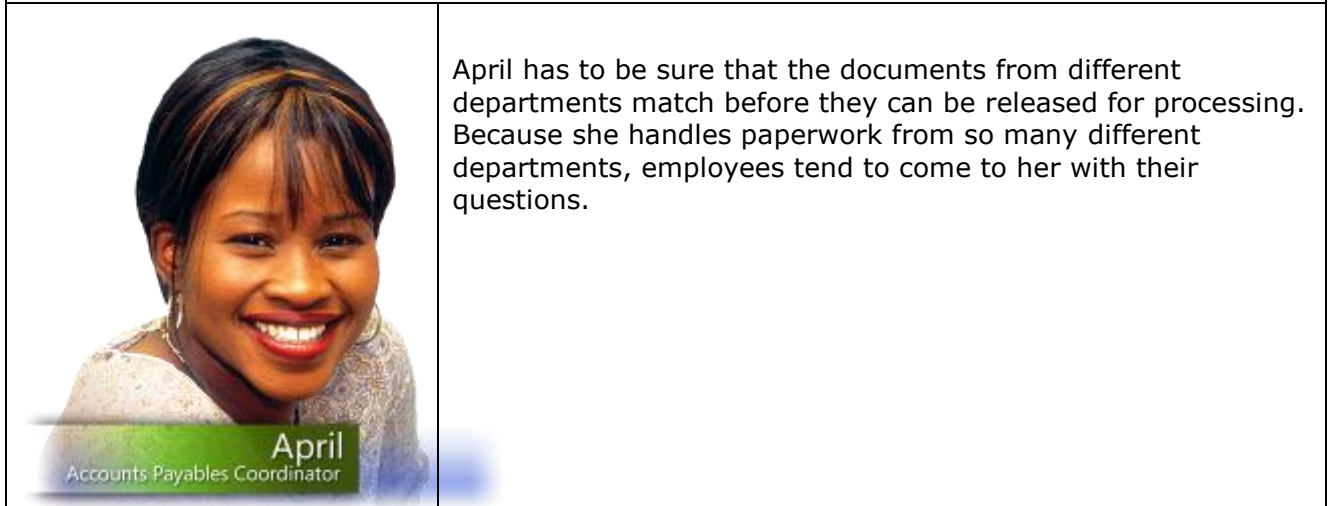 April has to be sure that the documents from different
departments match before they can be released for processing.
Because she handles paperwork from so many different
departments, employees tend to come to her with their
questions.
April
Accounts Payables Coordinator